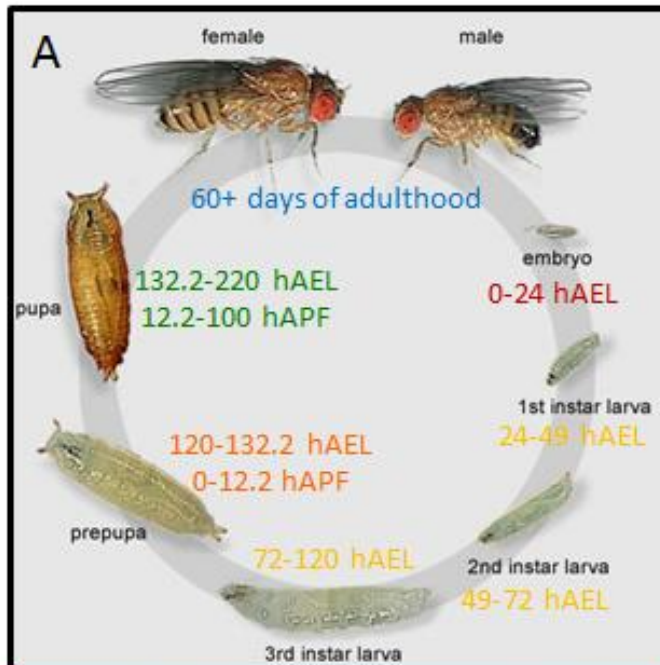 A
female
male
60+ days of adulthood
embryo
0-24 hAEL
1st instar larva
24-49 hAEL
2nd instar larva
49-72 hAEL
72-120 hAEL
3rd instar larva
120-132.2 hAEL
0-12.2 hAPF
prepupa
132.2-220 hAEL
12.2-100 hAPF
pupa